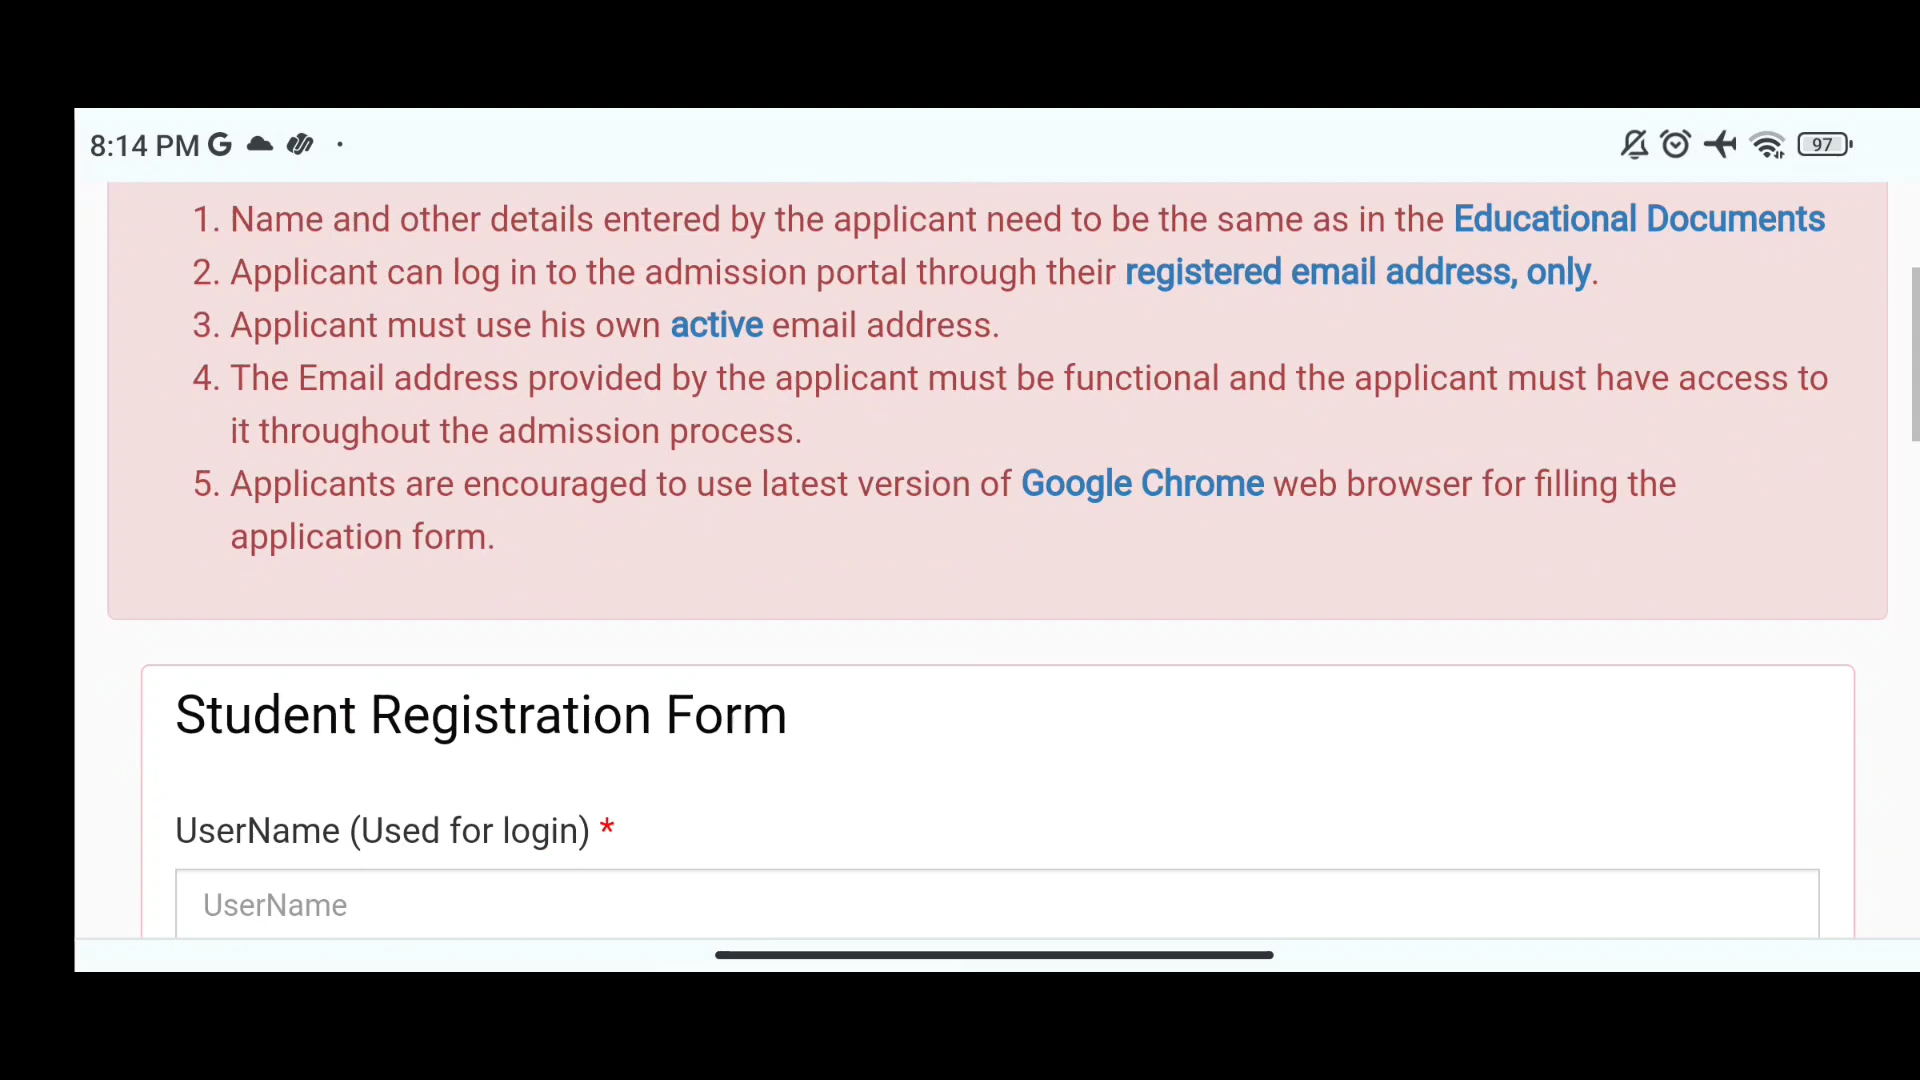 8:14 PM
97
1. Name and other details entered by the applicant need to be the same as in the Educational Documents
2. Applicant can log in to the admission portal through their registered email address, only.
3. Applicant must use his own active email address.
4. The Email address provided by the applicant must be functional and the applicant must have access to
it throughout the admission process.
5. Applicants are encouraged to use latest version of Google Chrome web browser for filling the
application form.
Student Registration Form
UserName (Used for login) *
UserName